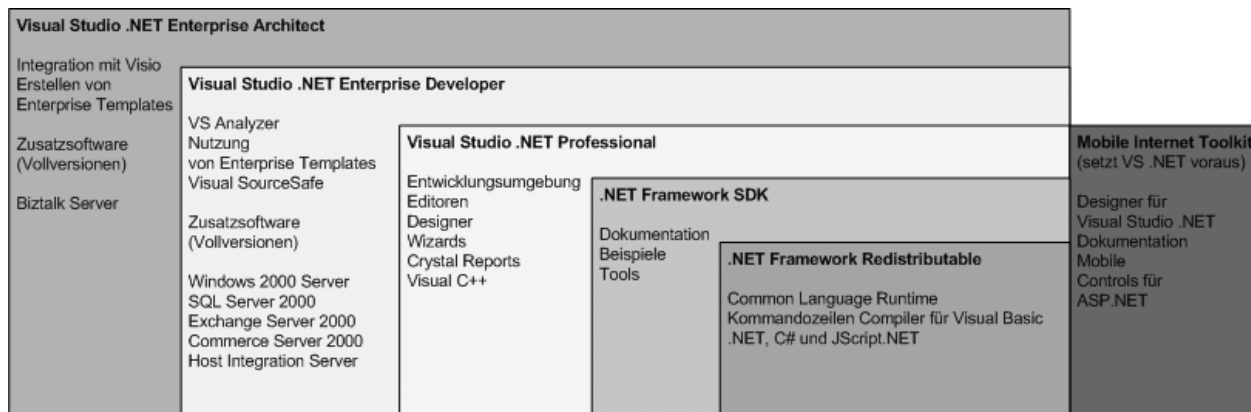 Visual Studio .NET Enterprise Architect
Integration mit Visio
Erstellen von
Enterprise Templates
Zusatzsoftware
(Vollversionen)
Biztalk Server
Visual Studio .NET Enterprise Developer
VS Analyzer
Nutzung
von Enterprise Templates
Visual SourceSafe
Zusatzsoftware
(Vollversionen)
Windows 2000 Server
SQL Server 2000
Exchange Server 2000
Commerce Server 2000
Host Integration Server
Visual Studio .NET Professional
Entwicklungsumgebung
Editoren
Designer
Wizards
Crystal Reports
Visual C++
.NET Framework SDK
Dokumentation
Beispiele
Tools
.NET Framework Redistributable
Common Language Runtime
Kommandozeilen Compiler für Visual Basic
.NET, C# und JScript.NET
Mobile Internet Toolkit
(setzt VS .NET voraus)
Designer für
Visual Studio .NET
Dokumentation
Mobile
Controls für
ASP.NET